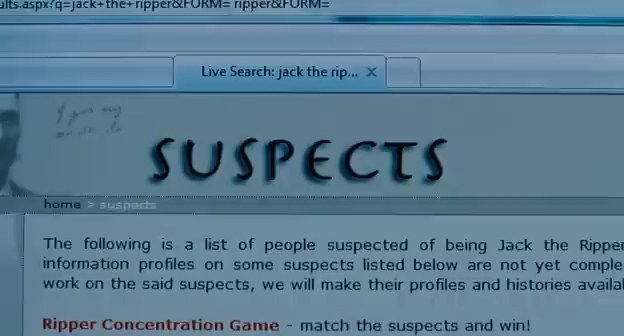 ults.aspx?q=jack+the+ripper&FORM= ripper&FORM=
Live Search: jack the rip... X
SUSPECTS
home > suspects
The following is a list of people suspected of being Jack the Ripper
information profiles on some suspects listed below are not yet comple
work on the said suspects, we will make their profiles and histories availa
Ripper Concentration Game - match the suspects and win!